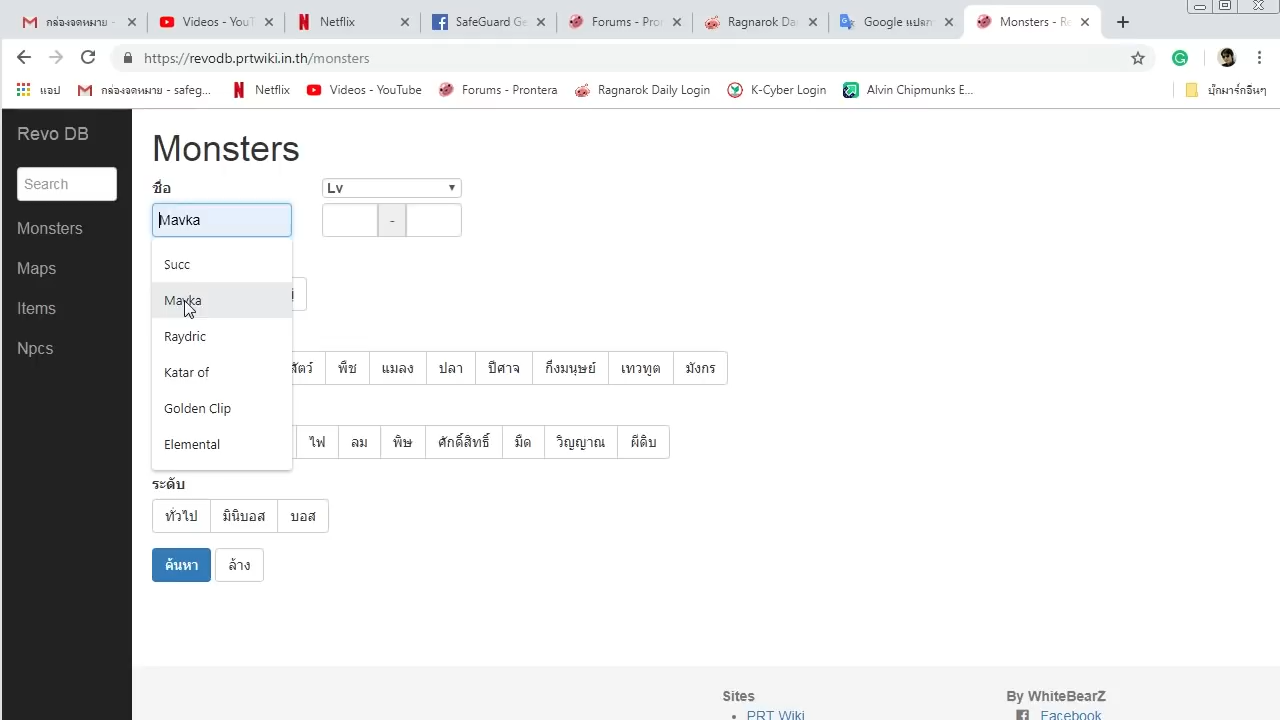 กล่องจดหมาย -
Videos - YouT
Netflix
SafeGuard Ge
Forums - Pro
Ragnarok Da
Google แปลภ
Monsters - Re
https://revodb.prtwiki.in.th/monsters
แอป
กล่องจดหมาย - safeg...
Netflix
Videos - YouTube
Forums - Prontera
Ragnarok Daily Login
K-Cyber Login
Alvin Chipmunks E...
บุ๊กมาร์กอื่นๆ
Revo DB
Search
Monsters
Maps
Items
Npcs
Monsters
ชื่อ
Lv
Mavka
-
Succ
Mavka
Raydric
Katar of
Golden Clip
Elemental
สัตว์ พืช แมลง ปลา ปีศาจ กึ่งมนุษย์ เทวทูต มังกร
ไฟ ลม พิษ ศักดิ์สิทธิ์ มืด วิญญาณ ผีดิบ
ระดับ
ทั่วไป มินิบอส บอส
ค้นหา ล้าง
Sites
PRT Wiki
By WhiteBearZ
Facebook